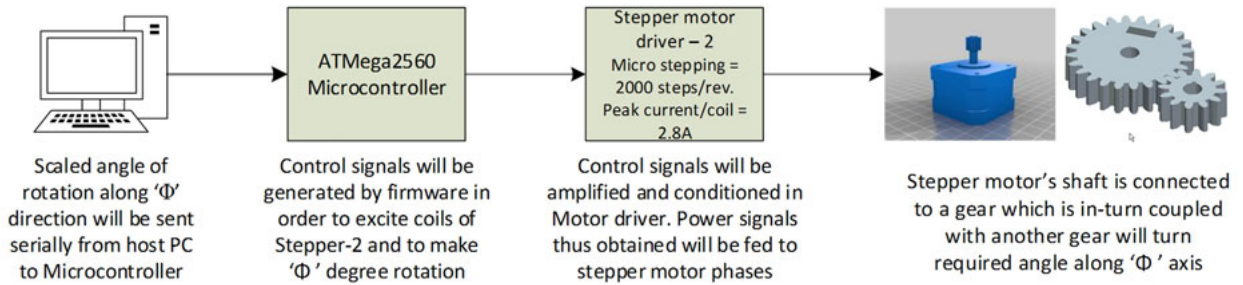 ATMega2560
Microcontroller
Stepper motor
driver – 2
Micro stepping =
2000 steps/rev.
Peak current/coil =
2.8A
Scaled angle of
rotation along ‘Φ’
direction will be sent
serially from host PC
to Microcontroller
Control signals will be
generated by firmware in
order to excite coils of
Stepper-2 and to make
‘Φ ’ degree rotation
Control signals will be
amplified and conditioned in
Motor driver. Power signals
thus obtained will be fed to
stepper motor phases
Stepper motor’s shaft is connected
to a gear which is in-turn coupled
with another gear will turn
required angle along ‘Φ ’ axis